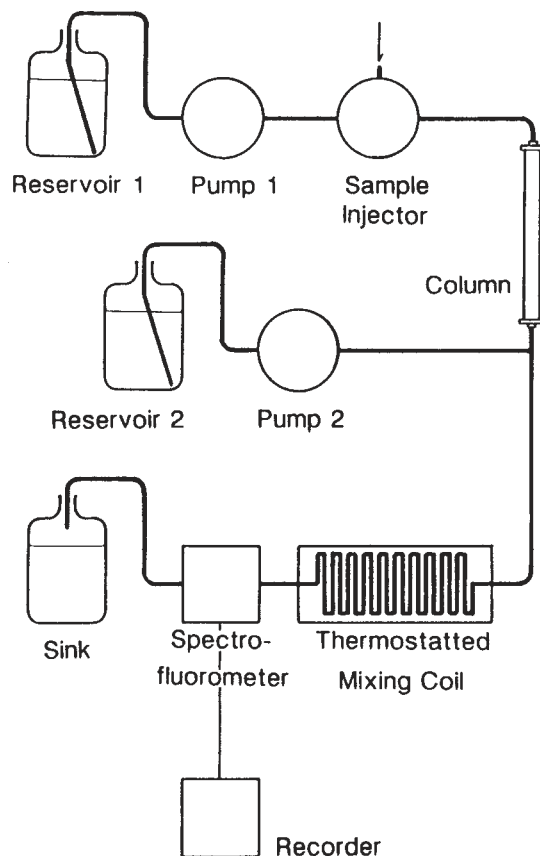 Reservoir 1
Pump 1
Sample
Injector
Column
Reservoir 2
Pump 2
Sink
Spectro-
fluorometer
Thermostatted
Mixing Coil
Recorder